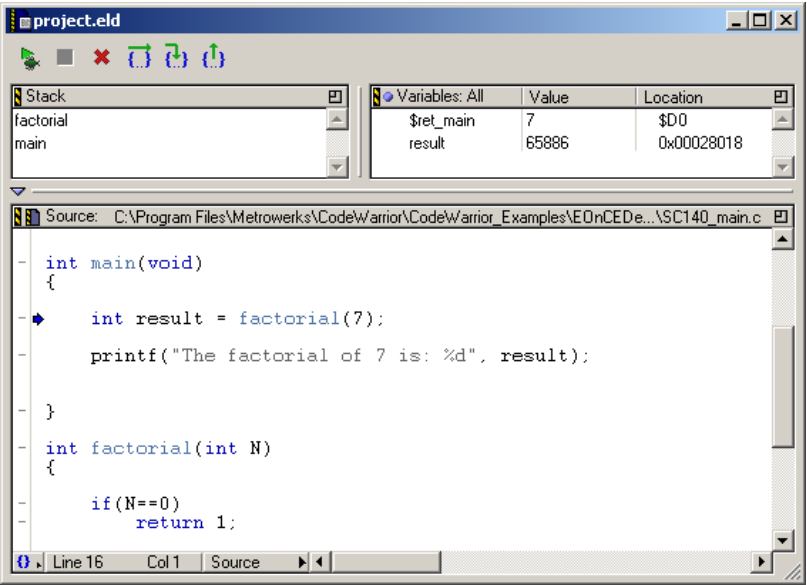 project.eld
Stack
factorial
main
Variables: All Value Location
$ret_main 7 $D0
result 65886 0x00028018
Source: C:\Program Files\Metrowerks\CodeWarrior\CodeWarrior_Examples\EOnCEDe...\SC140_main.c
int main(void)
{
int result = factorial(7);
printf("The factorial of 7 is: %d", result);
}
int factorial(int N)
{
if(N==0)
return 1;
Line 16 Col 1 Source